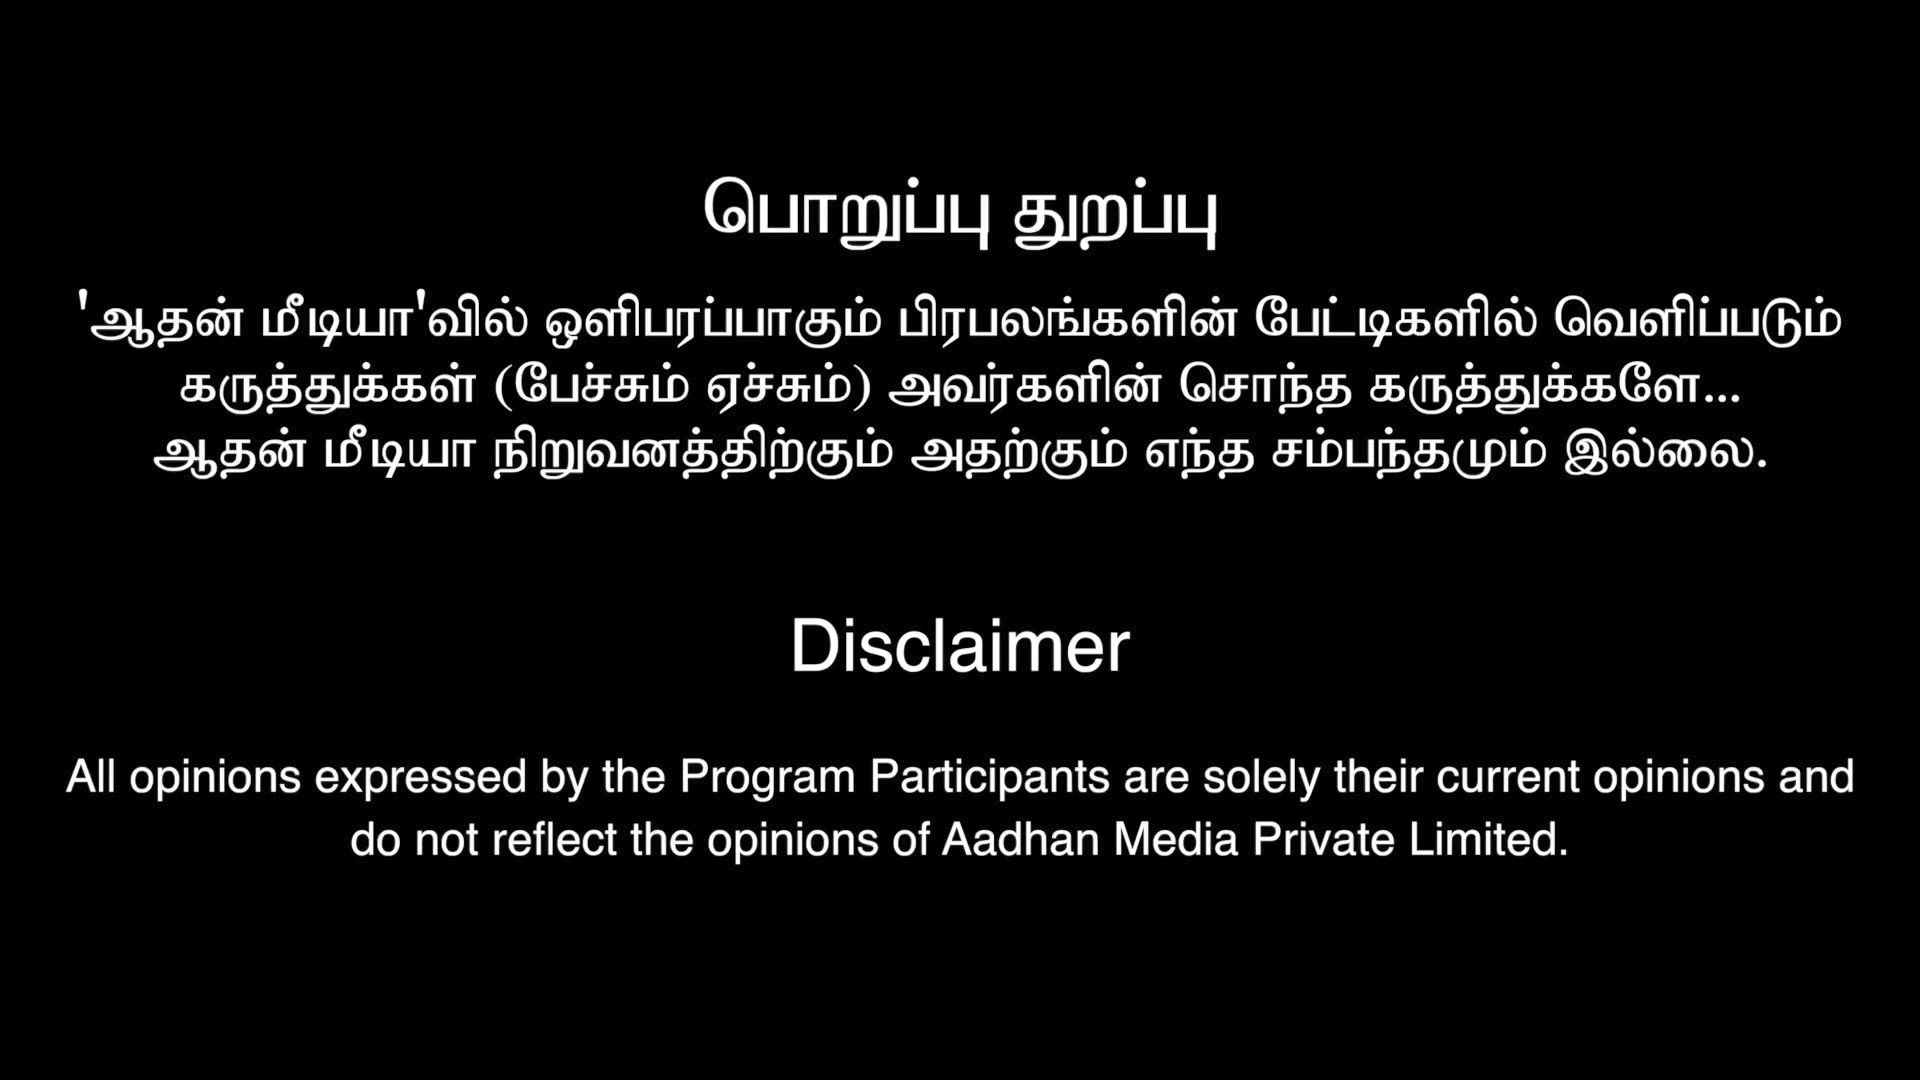 பொறுப்பு துறப்பு
'ஆதன் மீடியா'வில் ஒளிபரப்பாகும் பிரபலங்களின் பேட்டிகளில் வெளிப்படும்
கருத்துக்கள் (பேச்சும் ஏச்சும்) அவர்களின் சொந்த கருத்துக்களே...
ஆதன் மீடியா நிறுவனத்திற்கும் அதற்கும் எந்த சம்பந்தமும் இல்லை.
Disclaimer
All opinions expressed by the Program Participants are solely their current opinions and
do not reflect the opinions of Aadhan Media Private Limited.